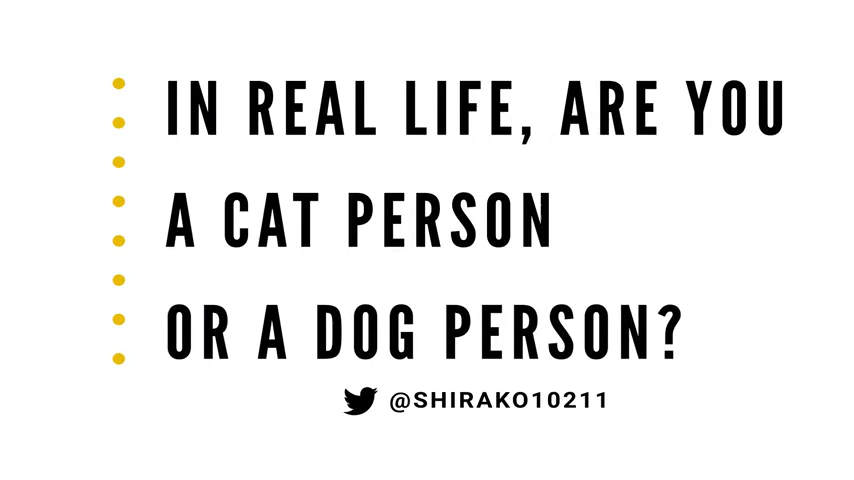 IN REAL LIFE, ARE YOU
A CAT PERSON
OR A DOG PERSON?
@SHIRAKO10211